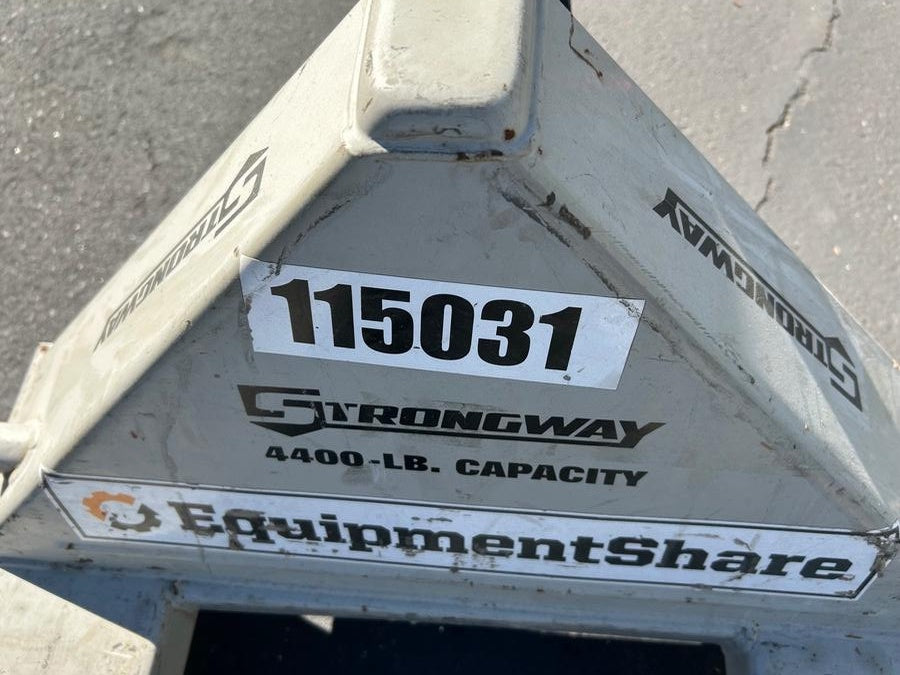 STRONGWAY
STRONGWAY
115031
STRONGWAY
4400-LB. CAPACITY
EquipmentShare